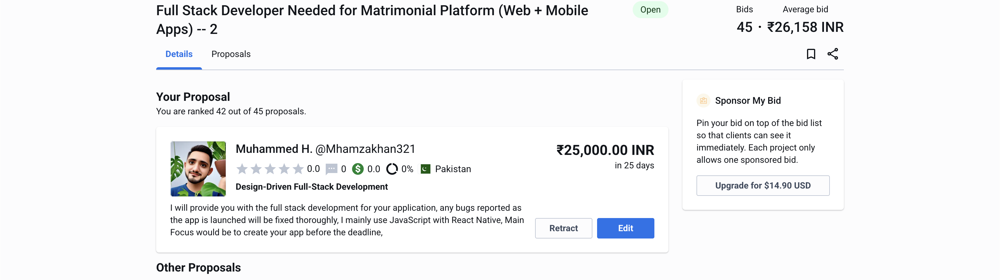 Full Stack Developer Needed for Matrimonial Platform (Web + Mobile
Apps) -- 2
Open
Bids
Average bid
45 · ₹26,158 INR
Details
Proposals
Your Proposal
You are ranked 42 out of 45 proposals.
Muhammed H. @Mhamzakhan321
0.0 0 0.0 0% Pakistan
Design-Driven Full-Stack Development
₹25,000.00 INR
in 25 days
I will provide you with the full stack development for your application, any bugs reported as
the app is launched will be fixed thoroughly, I mainly use JavaScript with React Native, Main
Focus would be to create your app before the deadline,
Retract
Edit
Sponsor My Bid
Pin your bid on top of the bid list
so that clients can see it
immediately. Each project only
allows one sponsored bid.
Upgrade for $14.90 USD
Other Proposals